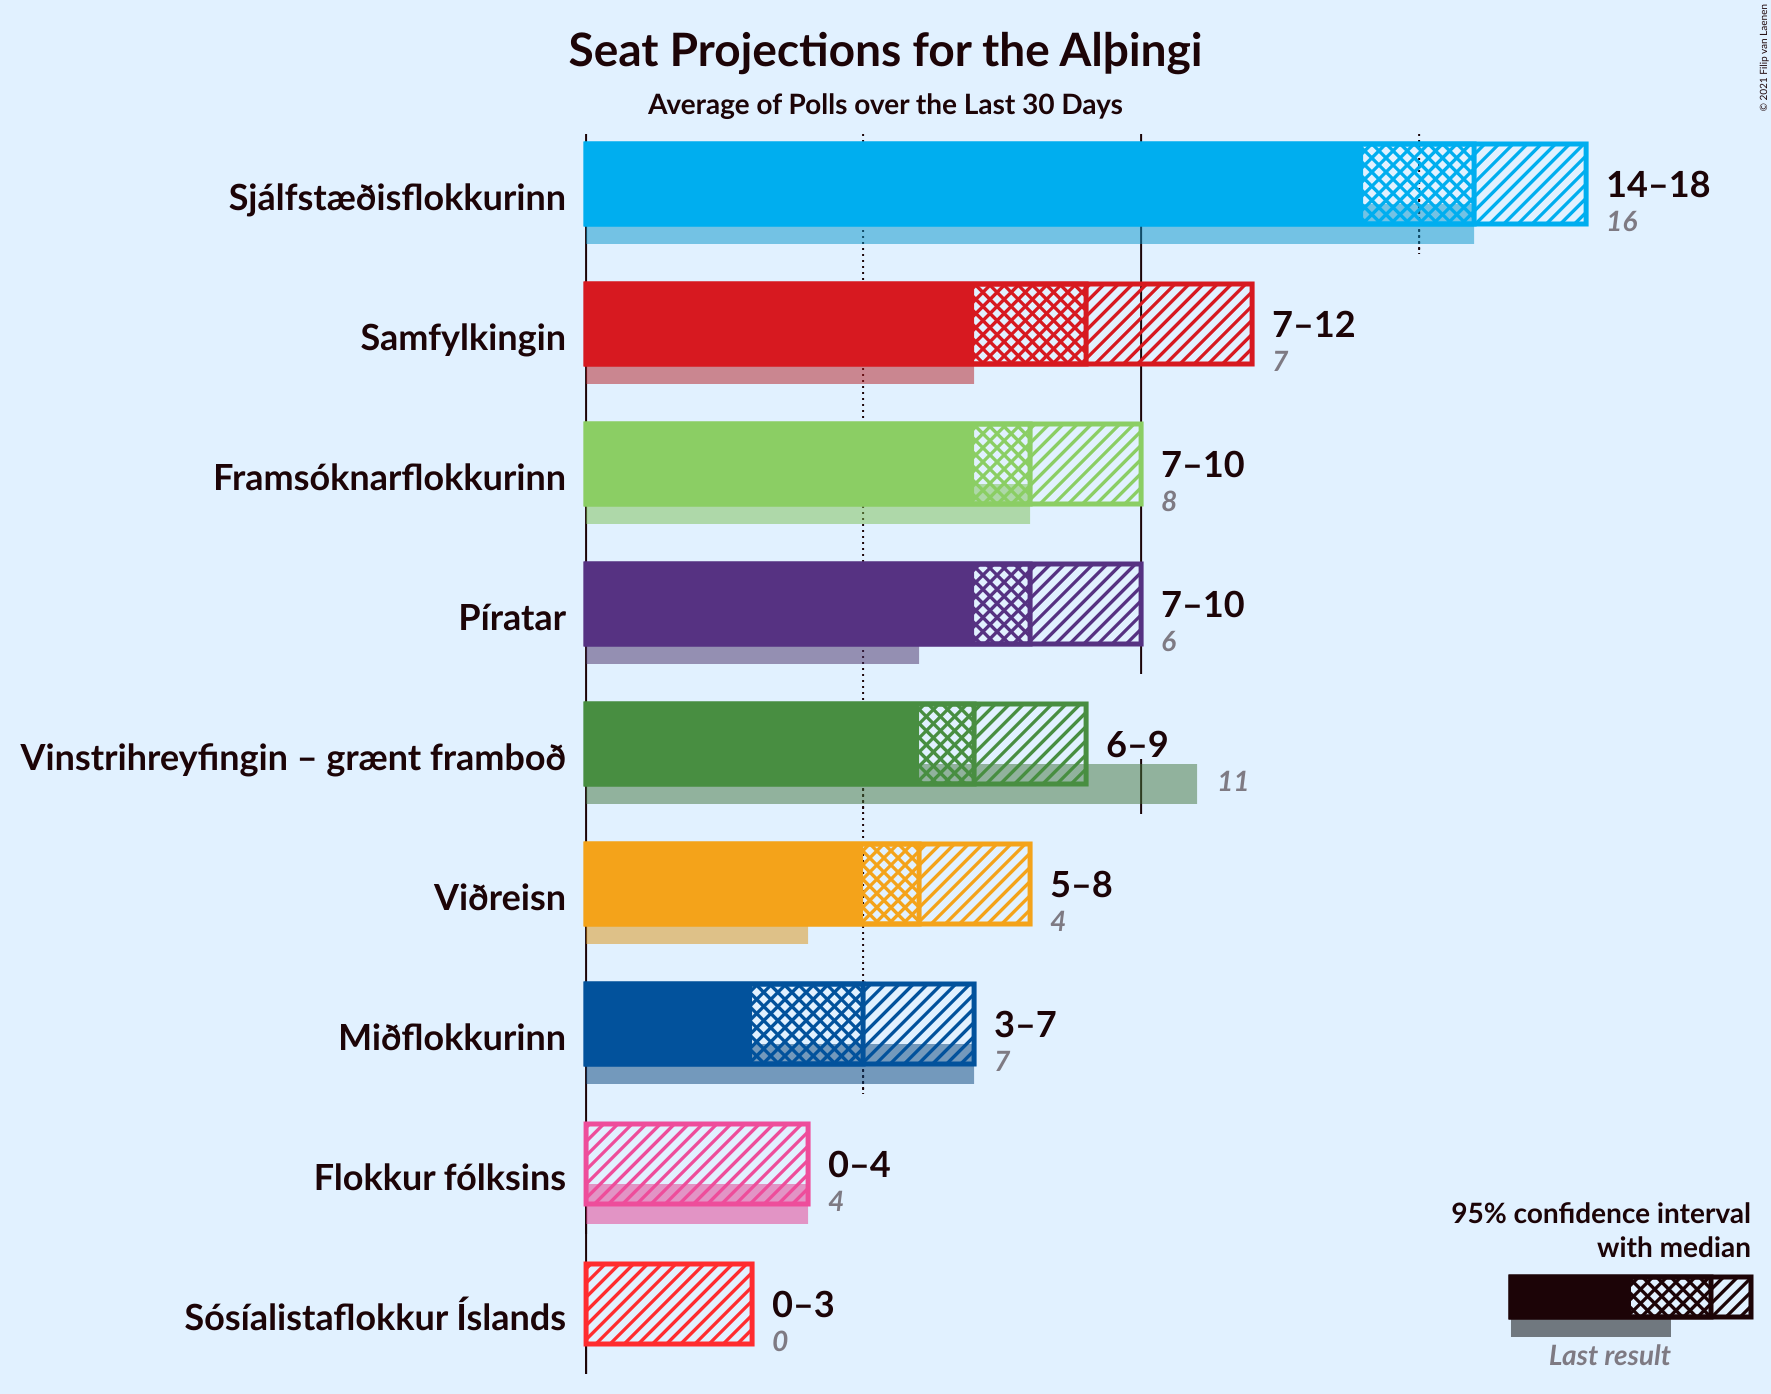 Seat Projections for the Alþingi
Average of Polls over the Last 30 Days
© 2021 Filip van Laenen
Sjálfstæðisflokkurinn
14–18
16
Samfylkingin
7–12
7
Framsóknarflokkurinn
7–10
8
Píratar
7–10
6
Vinstrihreyfingin – grænt framboð
6–9
11
Viðreisn
5–8
4
Miðflokkurinn
3–7
7
Flokkur fólksins
0–4
4
Sósíalistaflokkur Íslands
0–3
0
95% confidence interval
with median
Last result